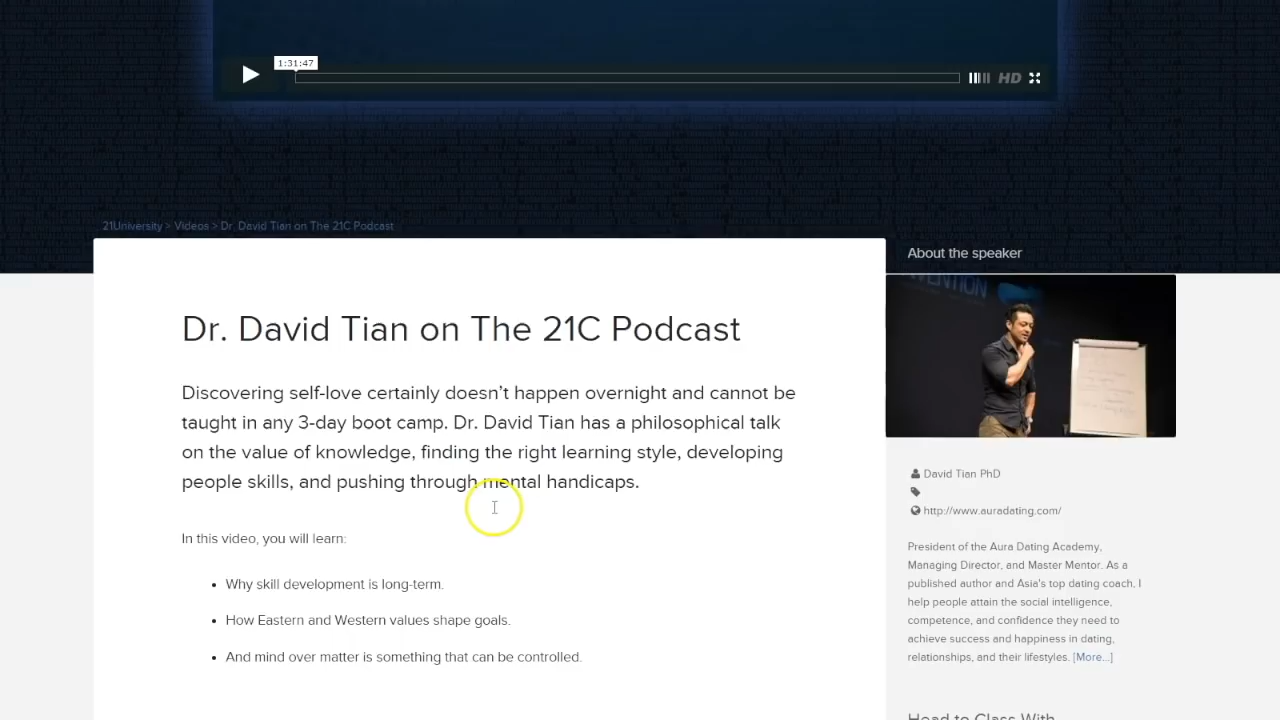 1:31:47
HD
21University > Videos > Dr. David Tian on The 21C Podcast
Dr. David Tian on The 21C Podcast
Discovering self-love certainly doesn't happen overnight and cannot be
taught in any 3-day boot camp. Dr. David Tian has a philosophical talk
on the value of knowledge, finding the right learning style, developing
people skills, and pushing through mental handicaps.
In this video, you will learn:
• Why skill development is long-term.
• How Eastern and Western values shape goals.
• And mind over matter is something that can be controlled.
About the speaker
David Tian PhD
http://www.auradating.com/
President of the Aura Dating Academy,
Managing Director, and Master Mentor. As a
published author and Asia's top dating coach, I
help people attain the social intelligence,
competence, and confidence they need to
achieve success and happiness in dating,
relationships, and their lifestyles. [More...]
Head to Class With